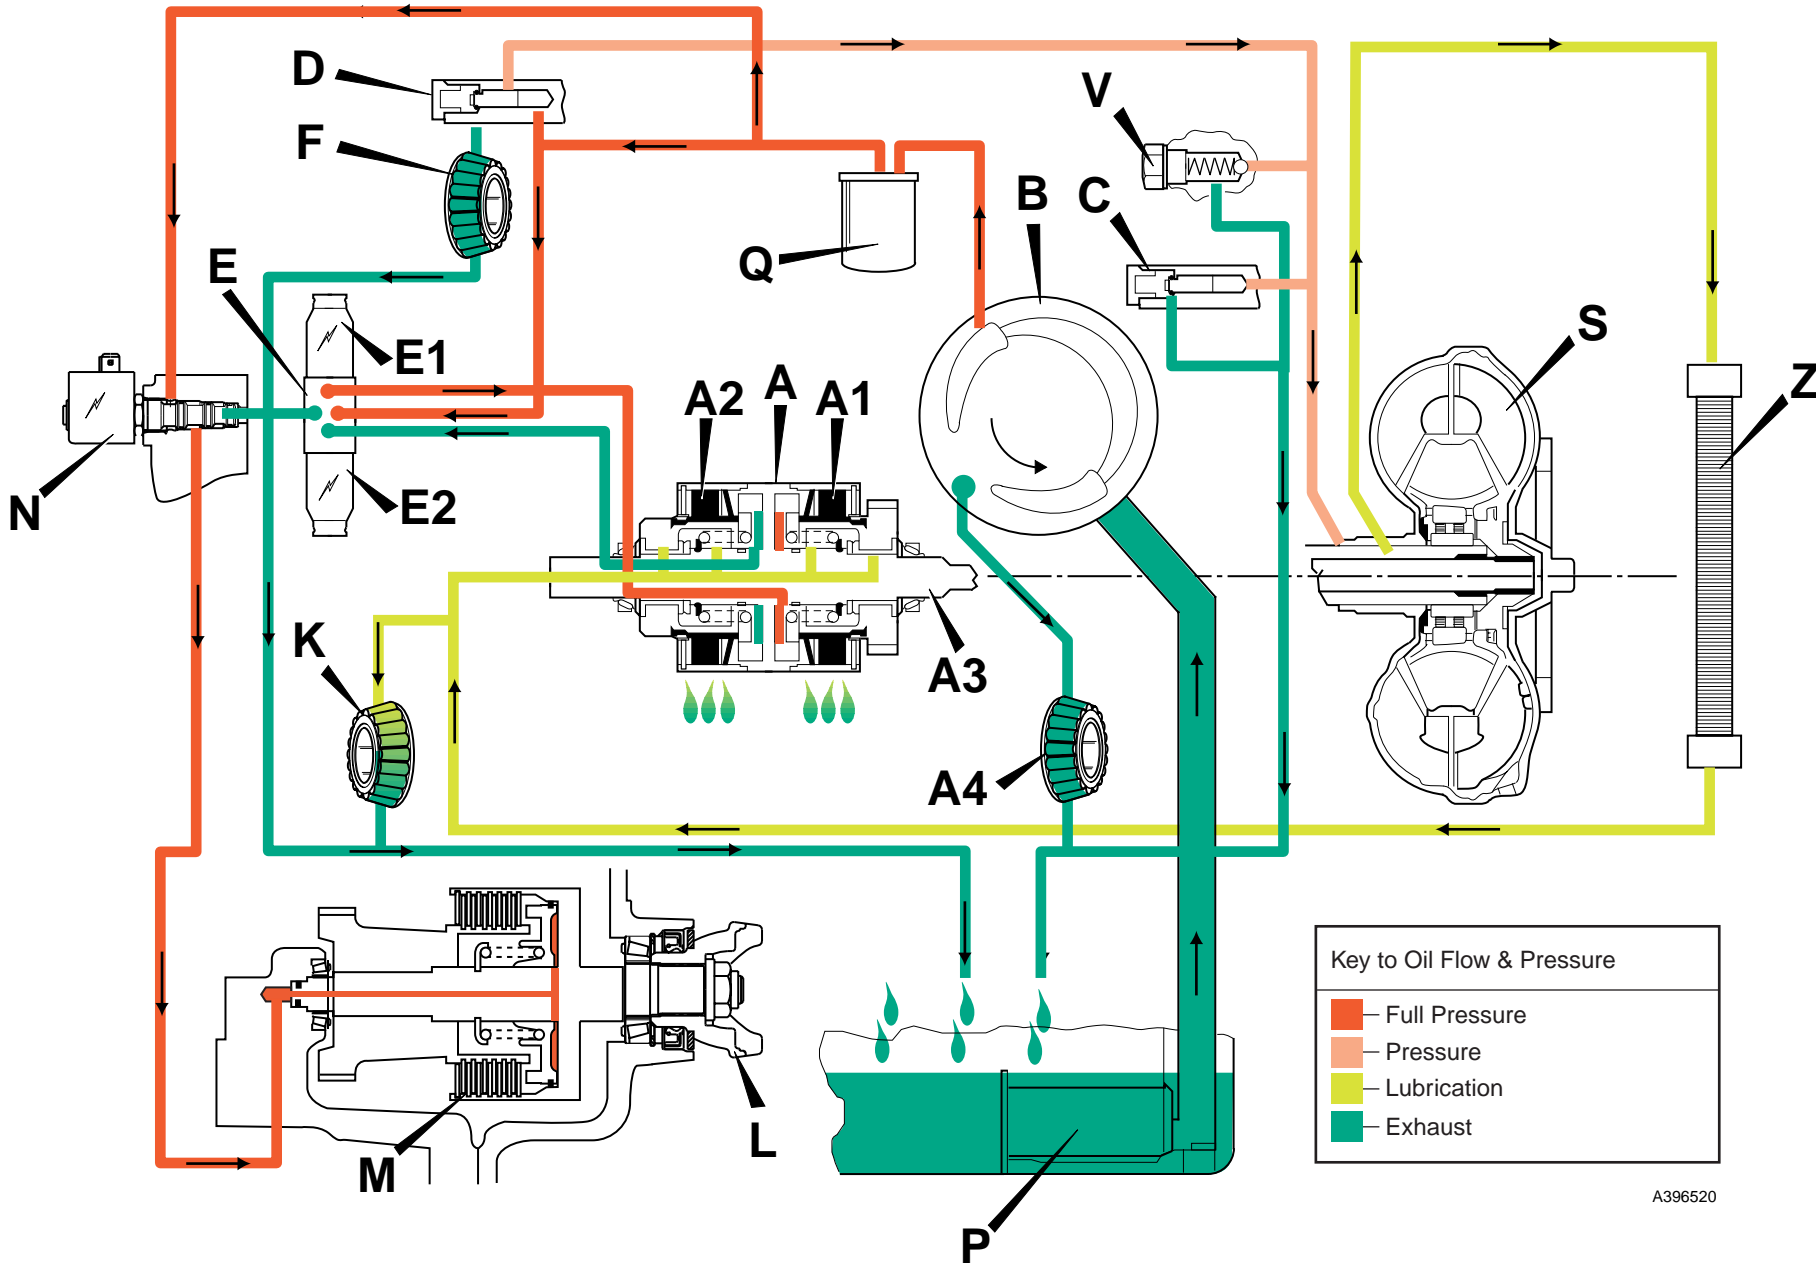 D
V
F
B
C
Q
E
S
E1
Z
A2
A
A1
N
E2
K
A3
A4
Key to Oil Flow & Pressure
Full Pressure
Pressure
Lubrication
Exhaust
L
M
A396520
P